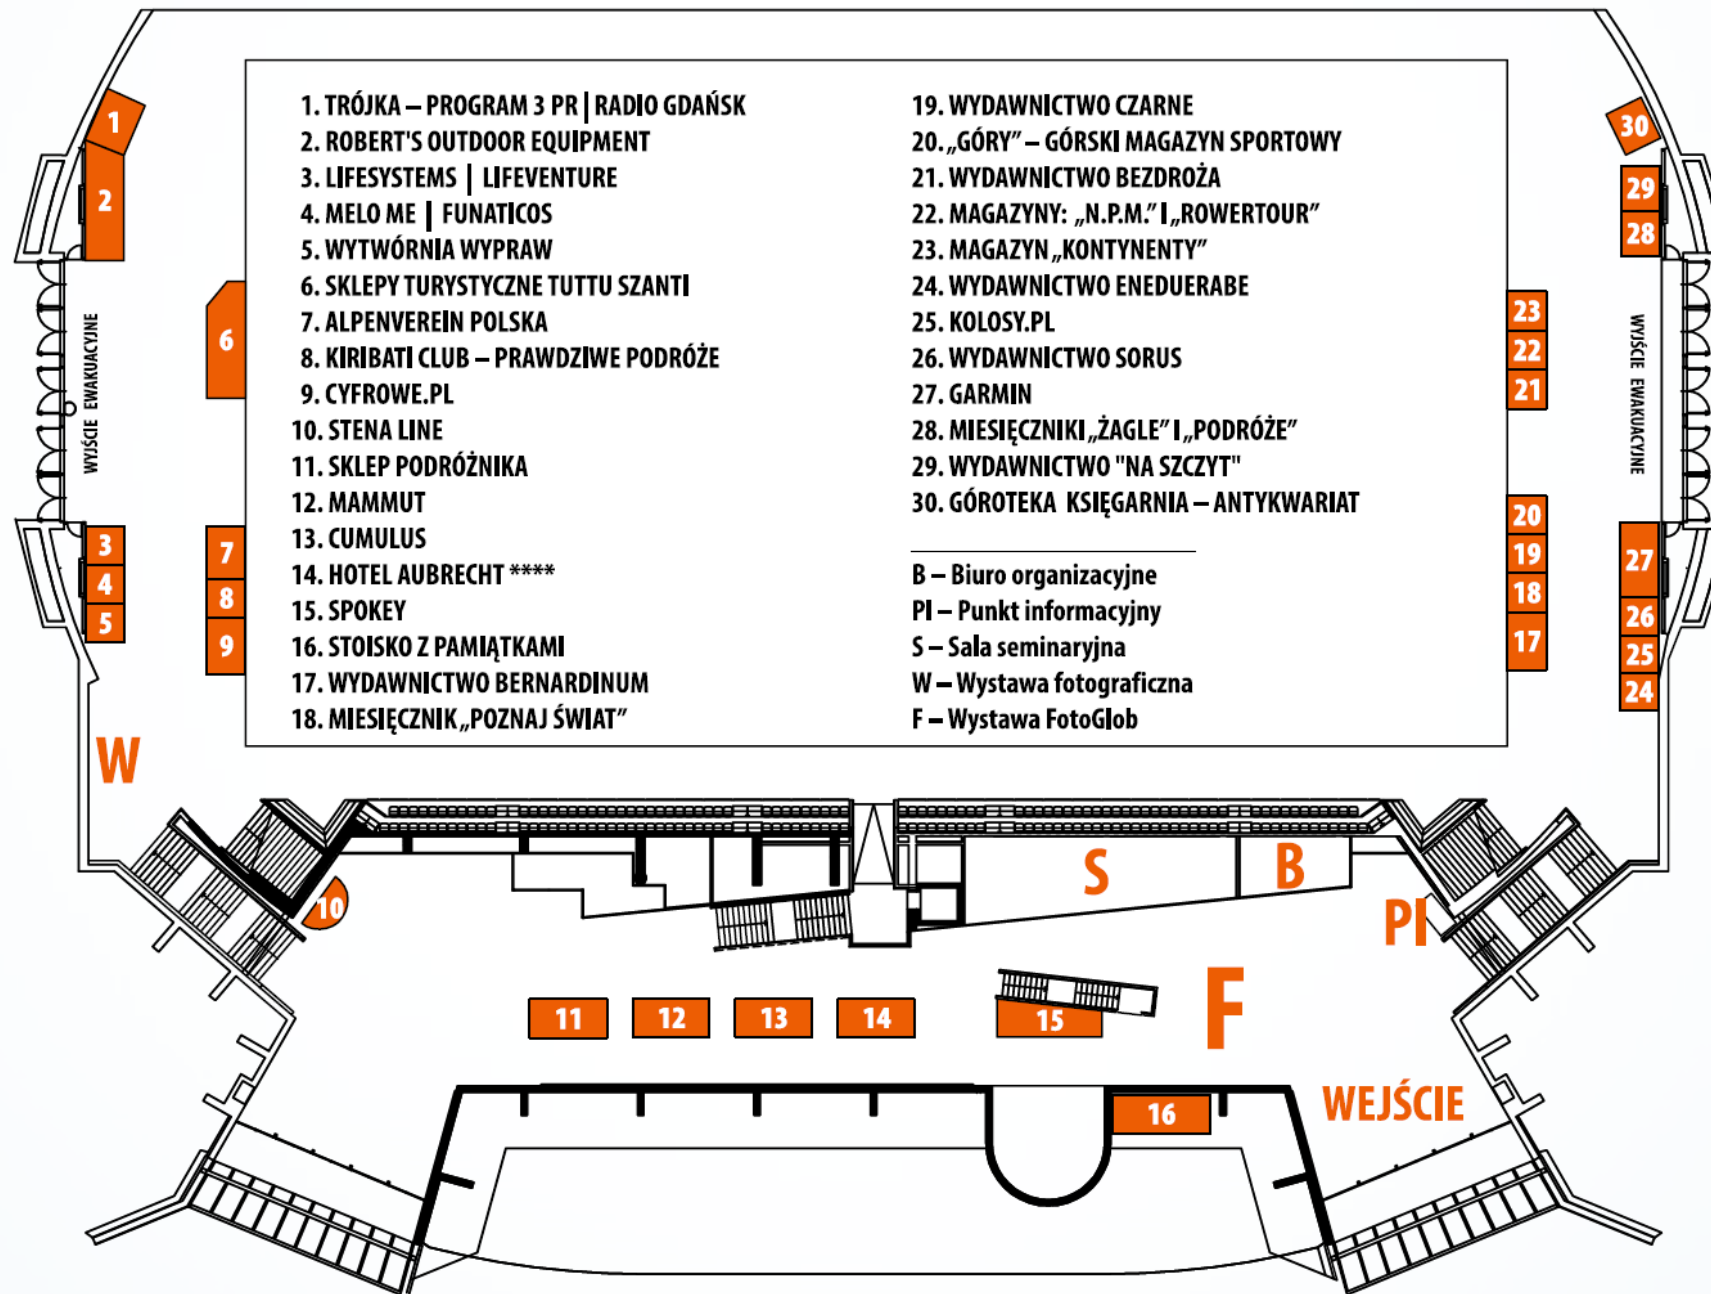 1. TRÓJKA – PROGRAM 3 PR | RADIO GDAŃSK
2. ROBERT'S OUTDOOR EQUIPMENT
3. LIFESYSTEMS | LIFEVENTURE
4. MELO ME | FUNATICOS
5. WYTWÓRNIA WYPRAW
6. SKLEPY TURYSTYCZNE TUTTU SZANTI
7. ALPENVEREIN POLSKA
8. KIRIBATI CLUB – PRAWDZIWE PODRÓŻE
9. CYFROWE.PL
10. STENA LINE
11. SKLEP PODRÓŻNIKA
12. MAMMUT
13. CUMULUS
14. HOTEL AUBRECHT ****
15. SPOKEY
16. STOISKO Z PAMIĄTKAMI
17. WYDAWNICTWO BERNARDINUM
18. MIESIĘCZNIK „POZNAJ ŚWIAT”
19. WYDAWNICTWO CZARNE
20. „GÓRY” – GÓRSKI MAGAZYN SPORTOWY
21. WYDAWNICTWO BEZDROŻA
22. MAGAZYNY: „N.P.M.” I „ROWERTOUR”
23. MAGAZYN „KONTYNENTY”
24. WYDAWNICTWO ENEDUERABE
25. KOLOSY.PL
26. WYDAWNICTWO SORUS
27. GARMIN
28. MIESIĘCZNIKI „ŻAGLE” I „PODRÓŻE”
29. WYDAWNICTWO "NA SZCZYT"
30. GÓROTEKA KSIĘGARNIA – ANTYKWARIAT
B – Biuro organizacyjne
PI – Punkt informacyjny
S – Sala seminaryjna
W – Wystawa fotograficzna
F – Wystawa FotoGlob
1
2
WYJŚCIE EWAKUACYJNE
6
3
4
5
7
8
9
W
30
29
28
23
22
21
WYJŚCIE EWAKUACYJNE
20
19
18
17
27
26
25
24
10
S
B
PI
11
12
13
14
15
F
16
WEJŚCIE